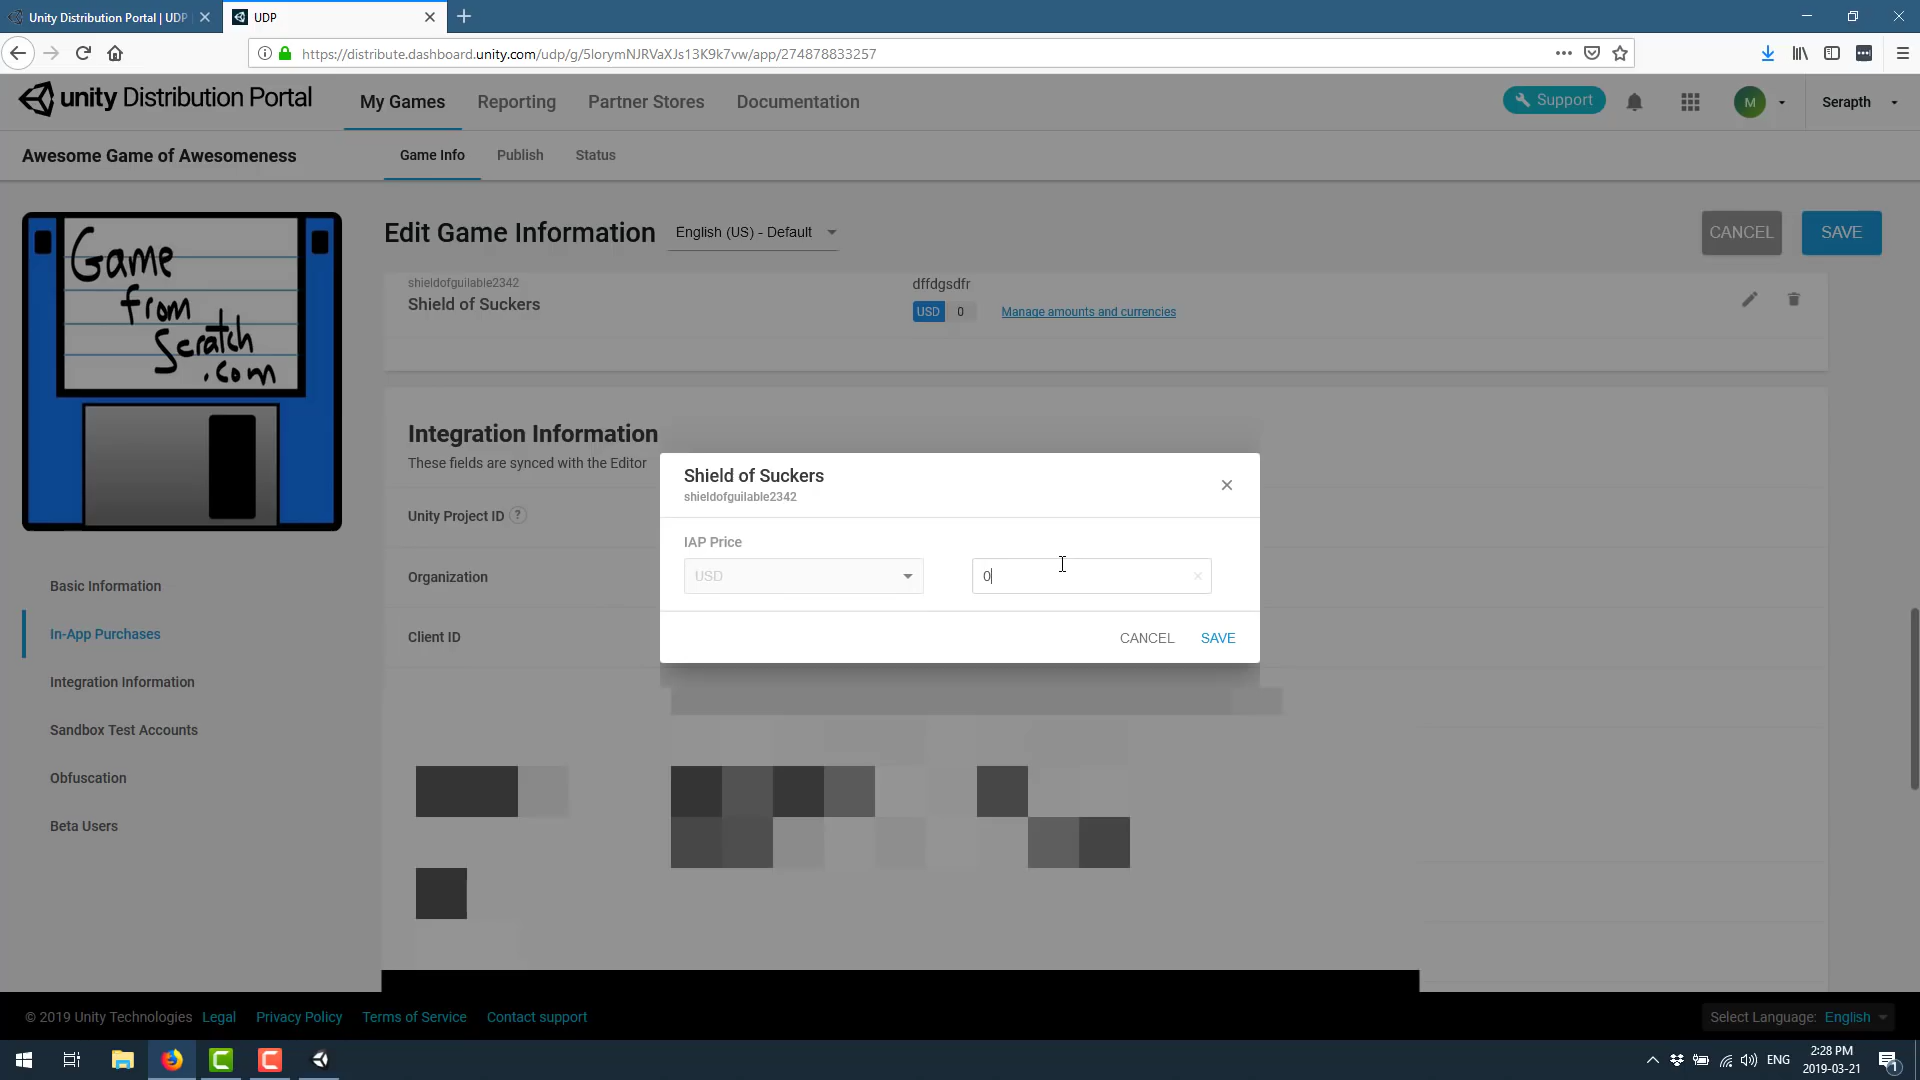 Unity Distribution Portal | UDP
UDP
https://distribute.dashboard.unity.com/udp/g/5lorymNJRVaXJs13K9k7vw/app/274878833257
unity Distribution Portal
My Games
Reporting
Partner Stores
Documentation
Support
M
Serapth
Awesome Game of Awesomeness
Game Info
Publish
Status
Game
from
Scratch
.com
Edit Game Information
English (US) - Default
CANCEL
SAVE
shieldofguilable2342
Shield of Suckers
dffdgsdfr
USD 0
Manage amounts and currencies
Integration Information
These fields are synced with the Editor
Unity Project ID ?
Organization
Client ID
Shield of Suckers
shieldofguilable2342
IAP Price
USD
0
CANCEL
SAVE
Basic Information
In-App Purchases
Integration Information
Sandbox Test Accounts
Obfuscation
Beta Users
© 2019 Unity Technologies
Legal
Privacy Policy
Terms of Service
Contact support
Select Language: English
ENG
2:28 PM
2019-03-21
1